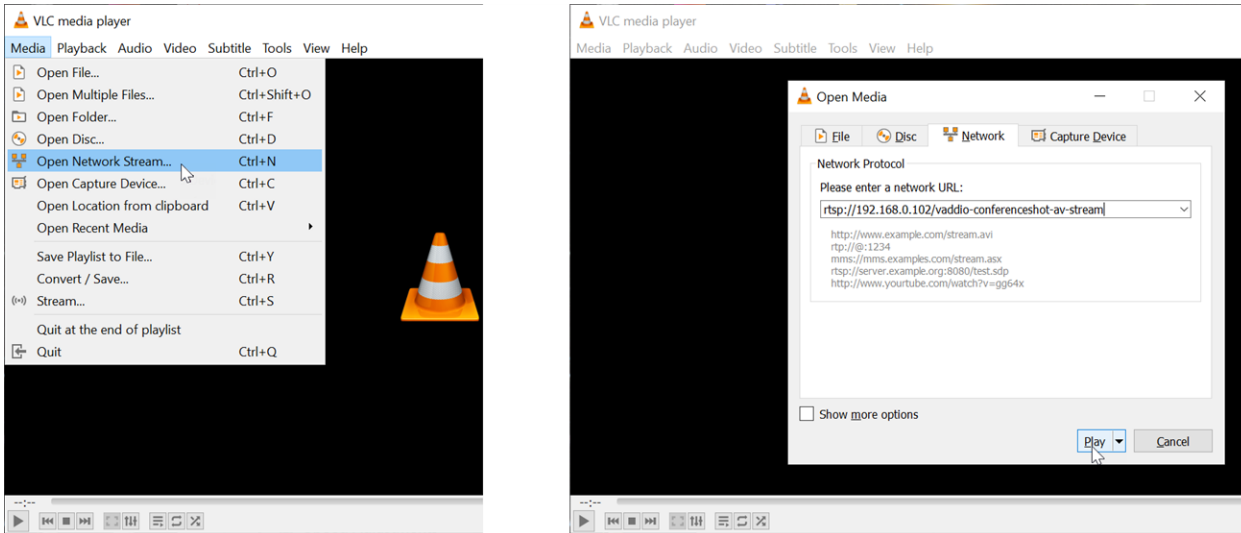 VLC media player
Media Playback Audio Video Subtitle Tools View Help
Open File... Ctrl+O
Open Multiple Files... Ctrl+Shift+O
Open Folder... Ctrl+F
Open Disc... Ctrl+D
Open Network Stream... Ctrl+N
Open Capture Device... Ctrl+C
Open Location from clipboard Ctrl+V
Open Recent Media
Save Playlist to File... Ctrl+Y
Convert / Save... Ctrl+R
Stream... Ctrl+S
Quit at the end of playlist
Quit Ctrl+Q
--:--
VLC media player
Media Playback Audio Video Subtitle Tools View Help
Open Media
File Disc Network Capture Device
Network Protocol
Please enter a network URL:
rtsp://192.168.0.102/vaddio-conferenceshot-av-stream
http://www.example.com/stream.avi
rtp://@:1234
mms://mms.examples.com/stream.asx
rtsp://server.example.org:8080/test.sdp
http://www.yourtube.com/watch?v=gg64x
Show more options
Play Cancel
--:--